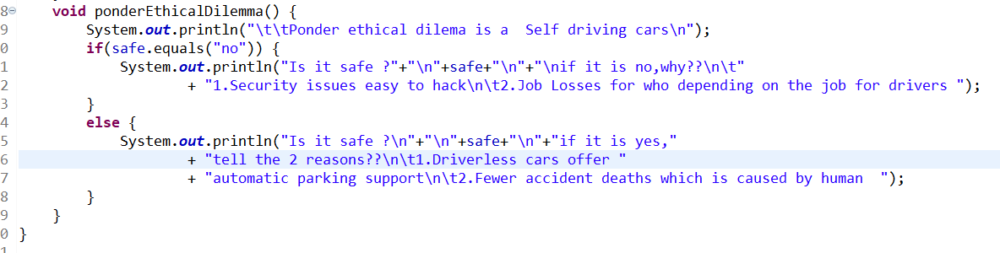 8 void ponderEthicalDilemma() {
9 System.out.println("\t\tPonder ethical dilema is a  Self driving cars\n");
0 if(safe.equals("no")) {
1 System.out.println("Is it safe ?"+"\n"+safe+"\n"+"\nif it is no,why??\n\t"
2 + "1.Security issues easy to hack\n\t2.Job Losses for who depending on the job for drivers ");
3 }
4 else {
5 System.out.println("Is it safe ?\n"+"\n"+safe+"\n"+"if it is yes,"
6 + "tell the 2 reasons??\n\t1.Driverless cars offer "
7 + "automatic parking support\n\t2.Fewer accident deaths which is caused by human  ");
8 }
9 }
0 }